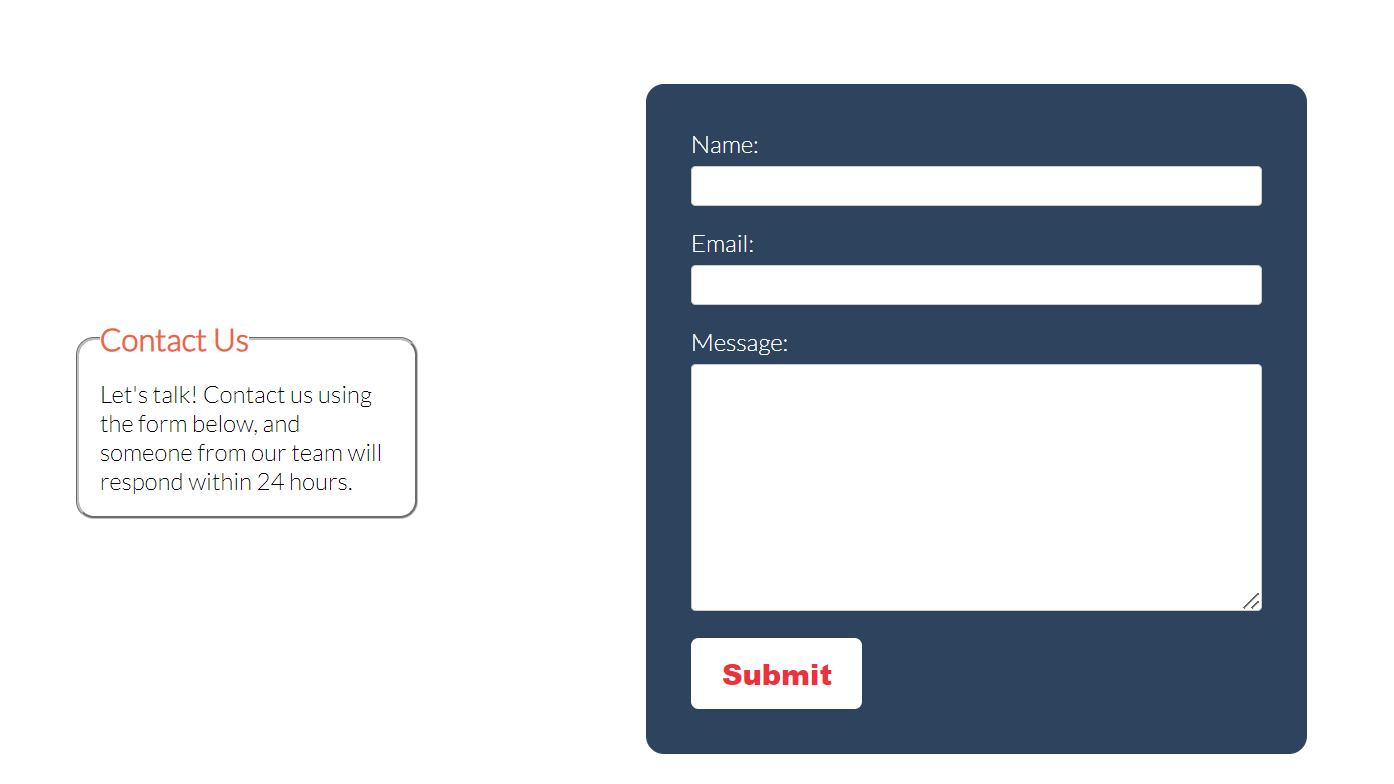 Contact Us
Let's talk! Contact us using
the form below, and
someone from our team will
respond within 24 hours.
Name:
Email:
Message:
Submit